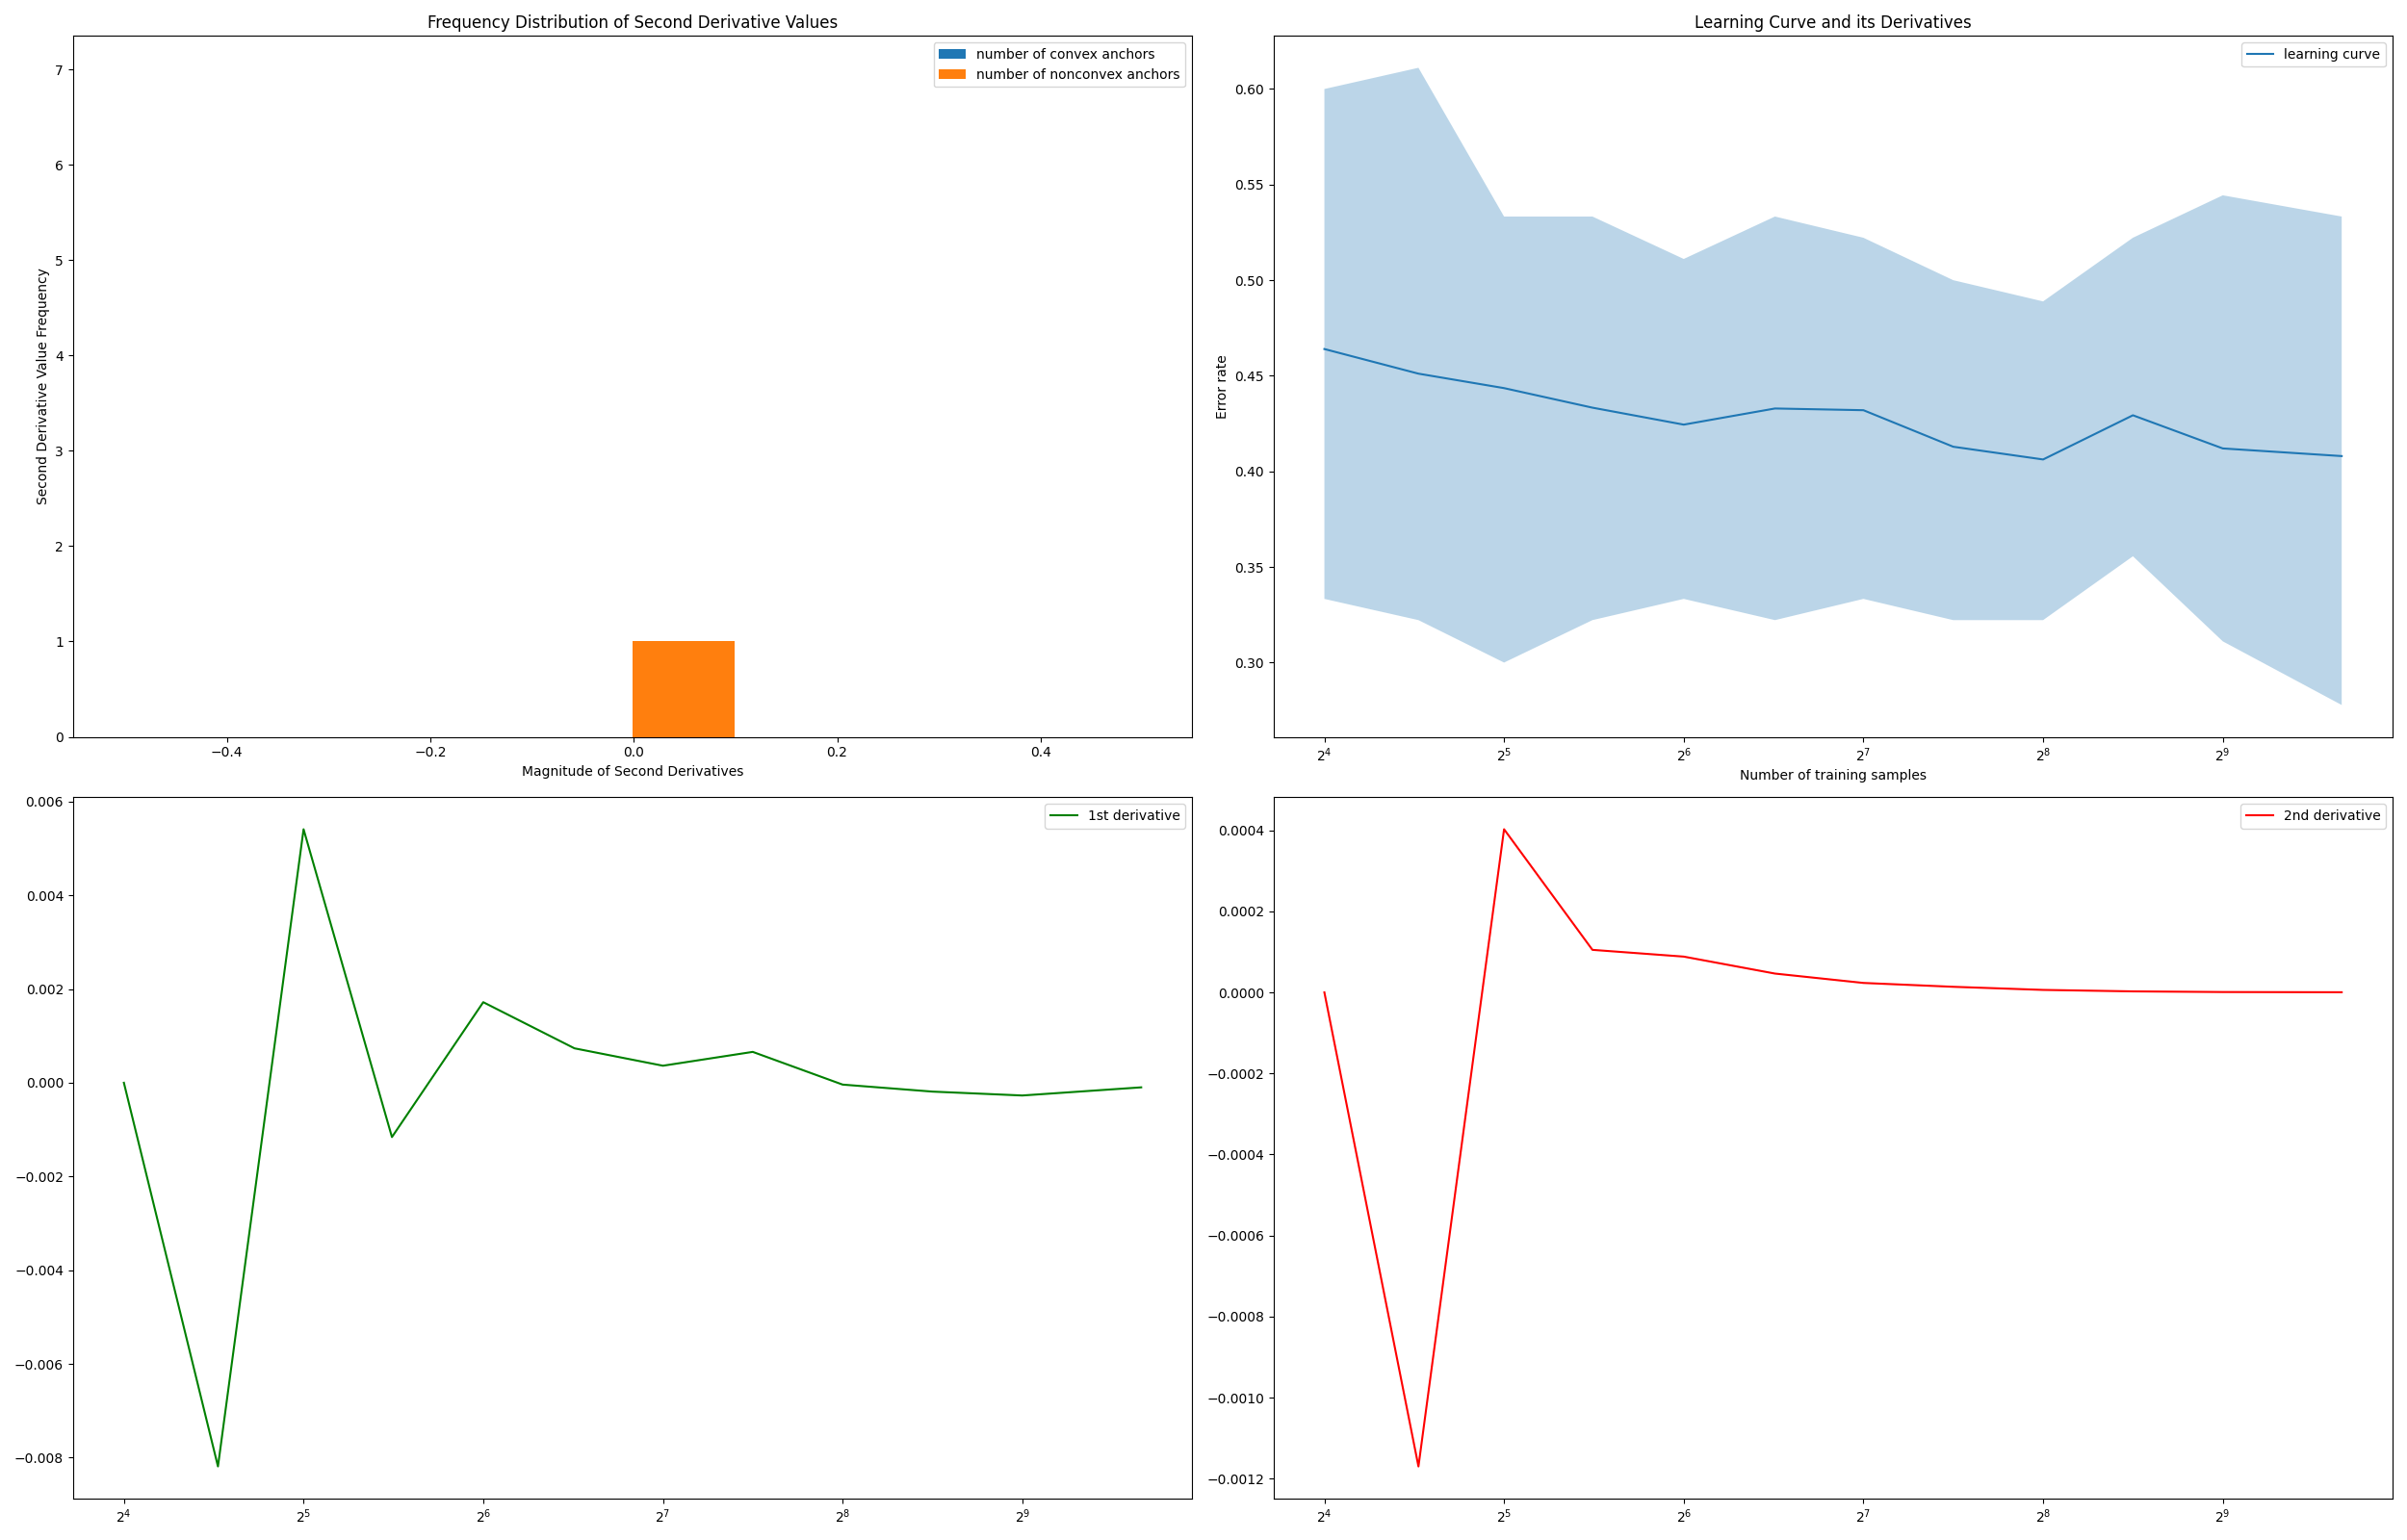 Frequency Distribution of Second Derivative Values
number of convex anchors
number of nonconvex anchors
Second Derivative Value Frequency
7
6
5
4
3
2
1
0
−0.4 −0.2 0.0 0.2 0.4
Magnitude of Second Derivatives
Learning Curve and its Derivatives
learning curve
Error rate
0.60
0.55
0.50
0.45
0.40
0.35
0.30
2⁴ 2⁵ 2⁶ 2⁷ 2⁸ 2⁹
Number of training samples
1st derivative
0.006
0.004
0.002
0.000
−0.002
−0.004
−0.006
−0.008
2⁴ 2⁵ 2⁶ 2⁷ 2⁸ 2⁹
2nd derivative
0.0004
0.0002
0.0000
−0.0002
−0.0004
−0.0006
−0.0008
−0.0010
−0.0012
2⁴ 2⁵ 2⁶ 2⁷ 2⁸ 2⁹